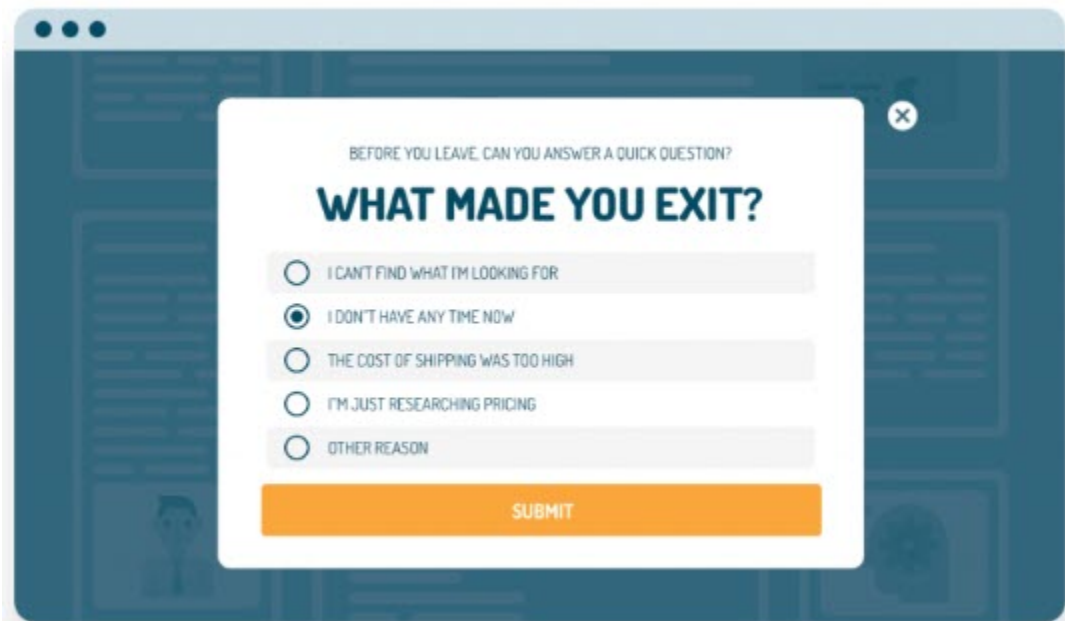 BEFORE YOU LEAVE, CAN YOU ANSWER A QUICK QUESTION?
WHAT MADE YOU EXIT?
I CAN'T FIND WHAT I'M LOOKING FOR
I DON'T HAVE ANY TIME NOW
THE COST OF SHIPPING WAS TOO HIGH
I'M JUST RESEARCHING PRICING
OTHER REASON
SUBMIT